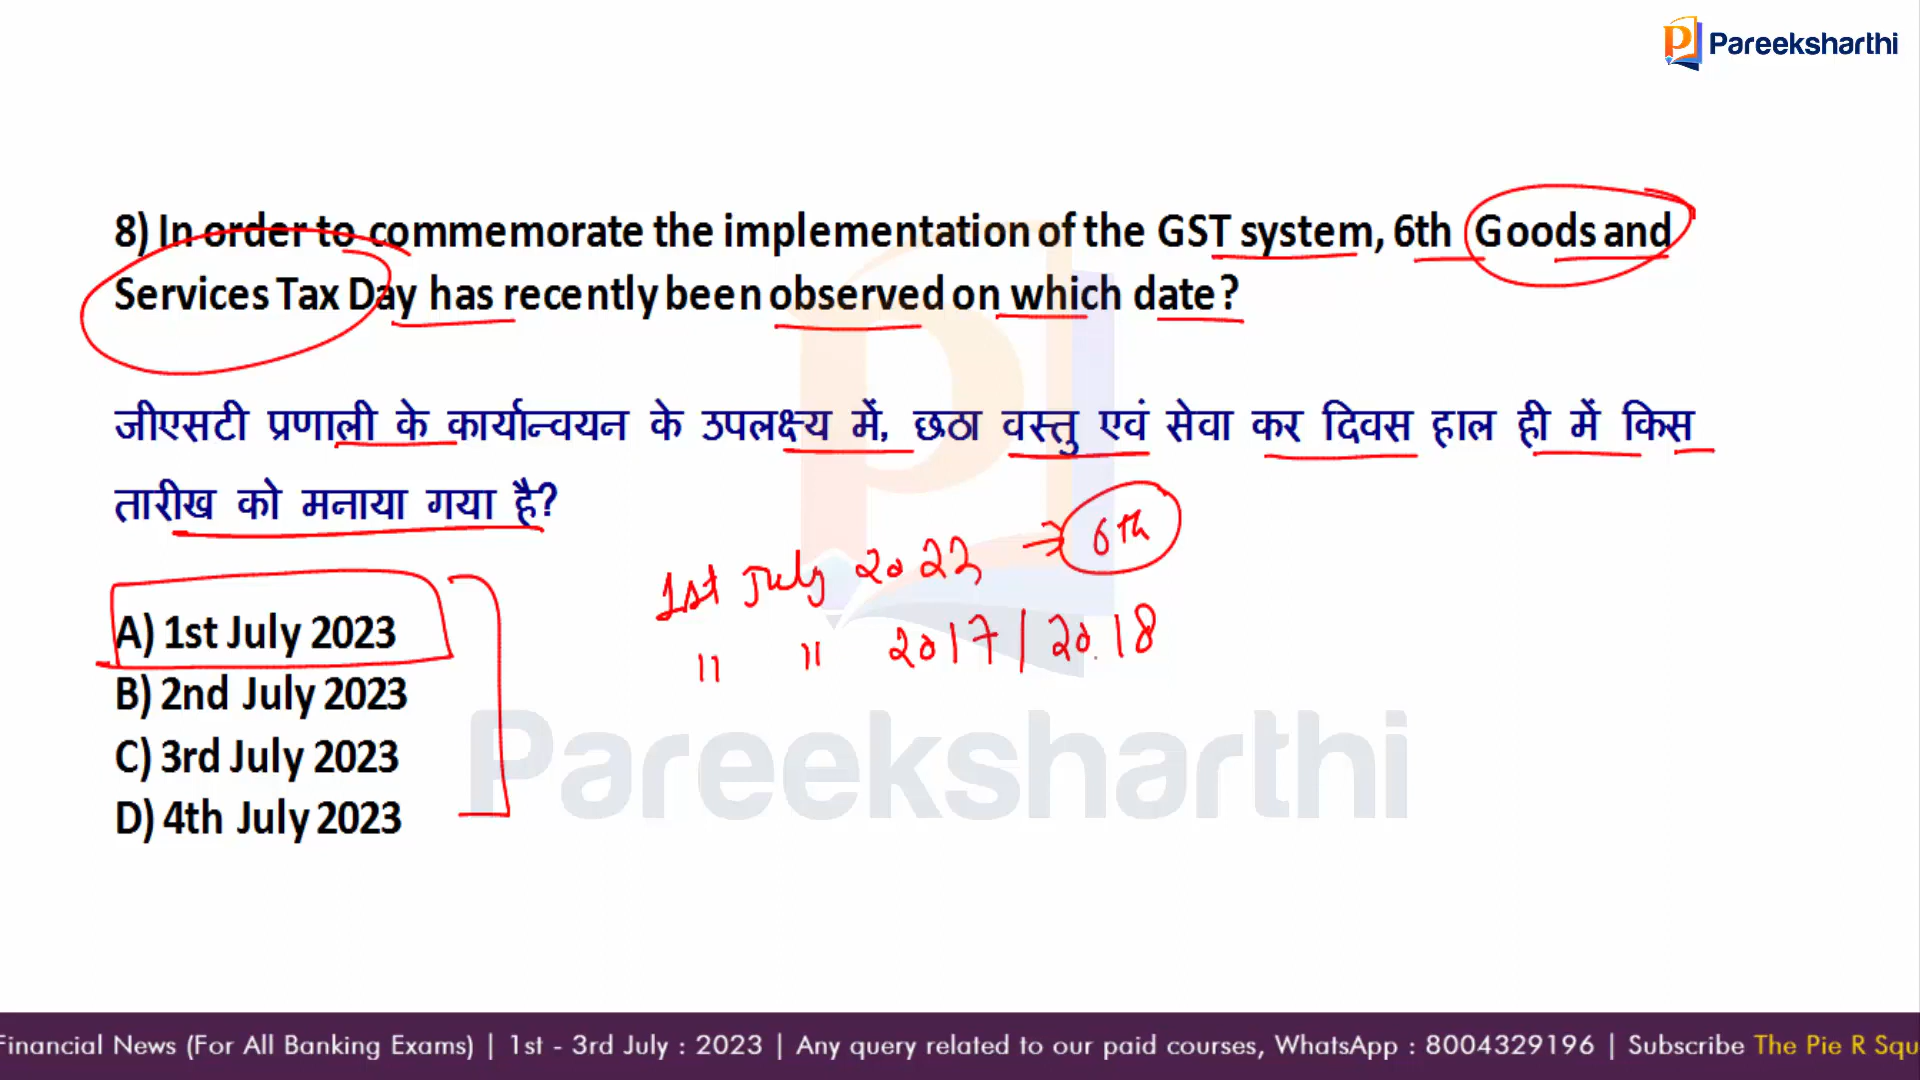 Pareeksharthi
8) In order to commemorate the implementation of the GST system, 6th Goods and
Services Tax Day has recently been observed on which date?
जीएसटी प्रणाली के कार्यान्वयन के उपलक्ष्य में, छठा वस्तु एवं सेवा कर दिवस हाल ही में किस
तारीख को मनाया गया है?
1st July 2023 → 6th
" " 2017 | 2018
A) 1st July 2023
B) 2nd July 2023
C) 3rd July 2023
D) 4th July 2023
Pareeksharthi
Financial News (For All Banking Exams) | 1st - 3rd July : 2023 | Any query related to our paid courses, WhatsApp : 8004329196 | Subscribe The Pie R Squ